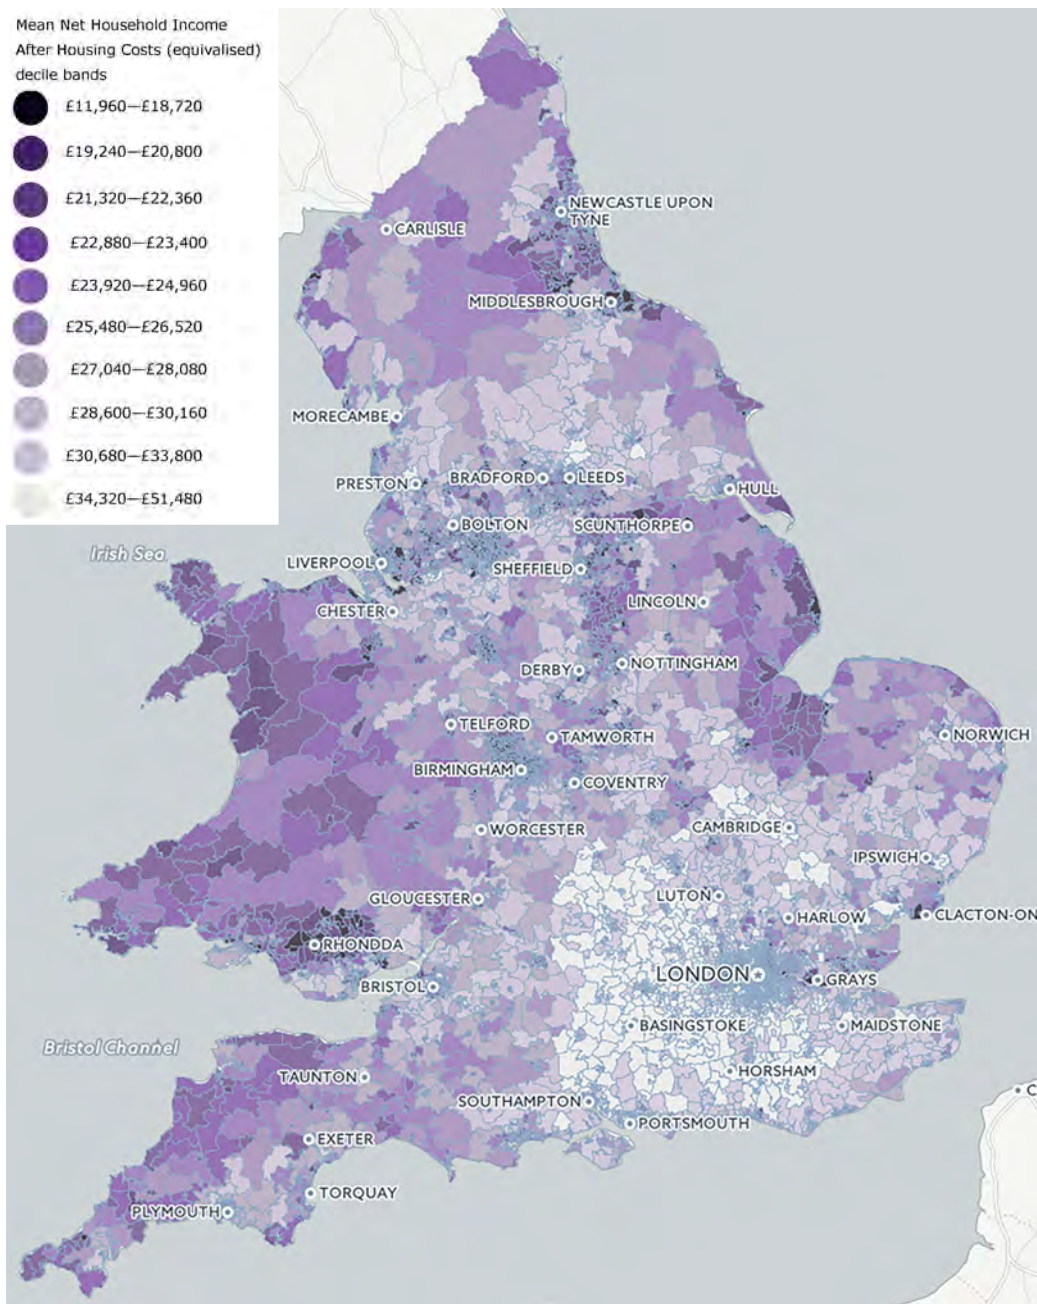 Mean Net Household Income
After Housing Costs (equivalised)
decile bands
£11,960—£18,720
£19,240—£20,800
£21,320—£22,360
£22,880—£23,400
£23,920—£24,960
£25,480—£26,520
£27,040—£28,080
£28,600—£30,160
£30,680—£33,800
£34,320—£51,480
NEWCASTLE UPON
TYNE
CARLISLE
MIDDLESBROUGH
MORECAMBE
PRESTON
BRADFORD
LEEDS
HULL
BOLTON
SCUNTHORPE
Irish Sea
LIVERPOOL
SHEFFIELD
CHESTER
LINCOLN
DERBY
NOTTINGHAM
TELFORD
TAMWORTH
NORWICH
BIRMINGHAM
COVENTRY
WORCESTER
CAMBRIDGE
IPSWICH
GLOUCESTER
LUTON
HARLOW
CLACTON-ON
RHONDDA
LONDON
GRAYS
BRISTOL
BASINGSTOKE
MAIDSTONE
Bristol Channel
TAUNTON
HORSHAM
SOUTHAMPTON
C
PORTSMOUTH
EXETER
TORQUAY
PLYMOUTH